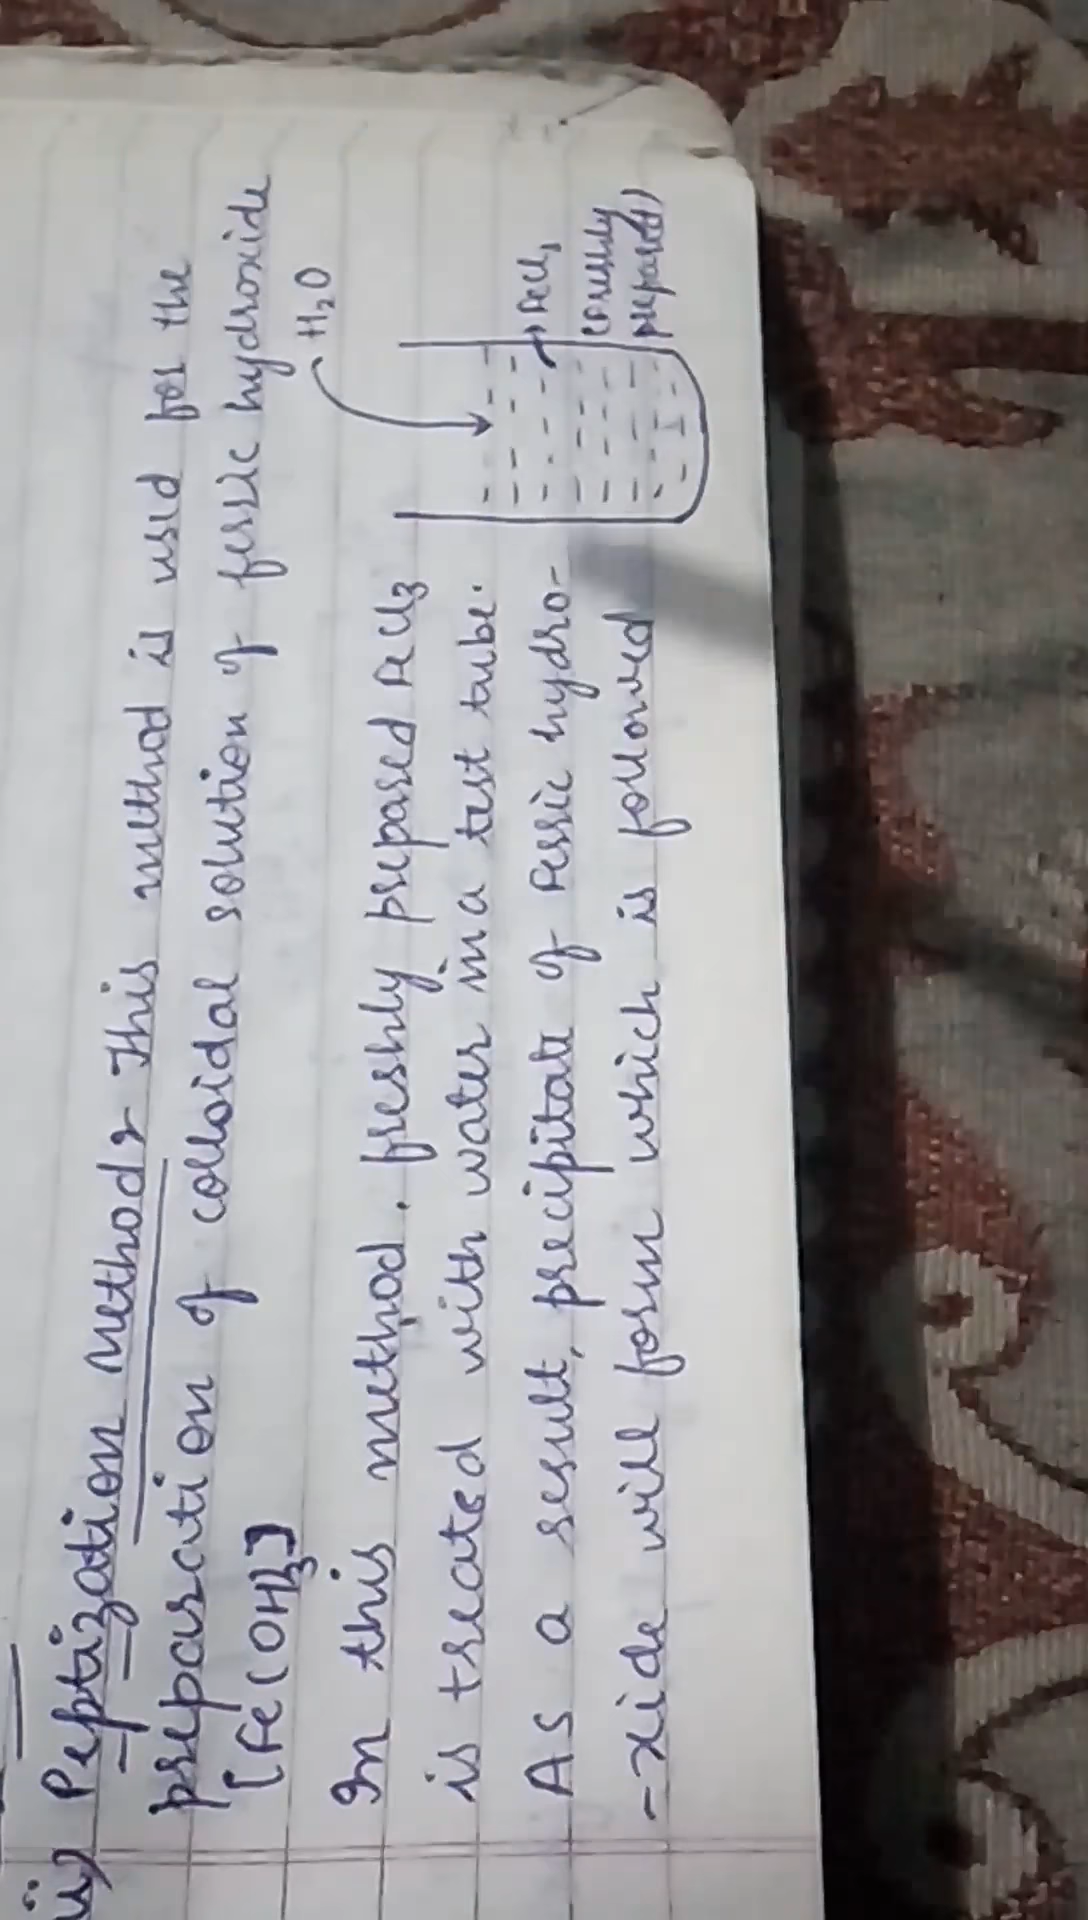 ii) Peptization Method :- This method is used for the
preparation of colloidal solution of ferric hydroxide
[Fe(OH)3]
H2O
In this method, freshly prepared FeCl3
is treated with water in a test tube.
→ FeCl3
(freshly
prepared)
As a result, precipitate of Ferric hydro-
-xide will form which is followed